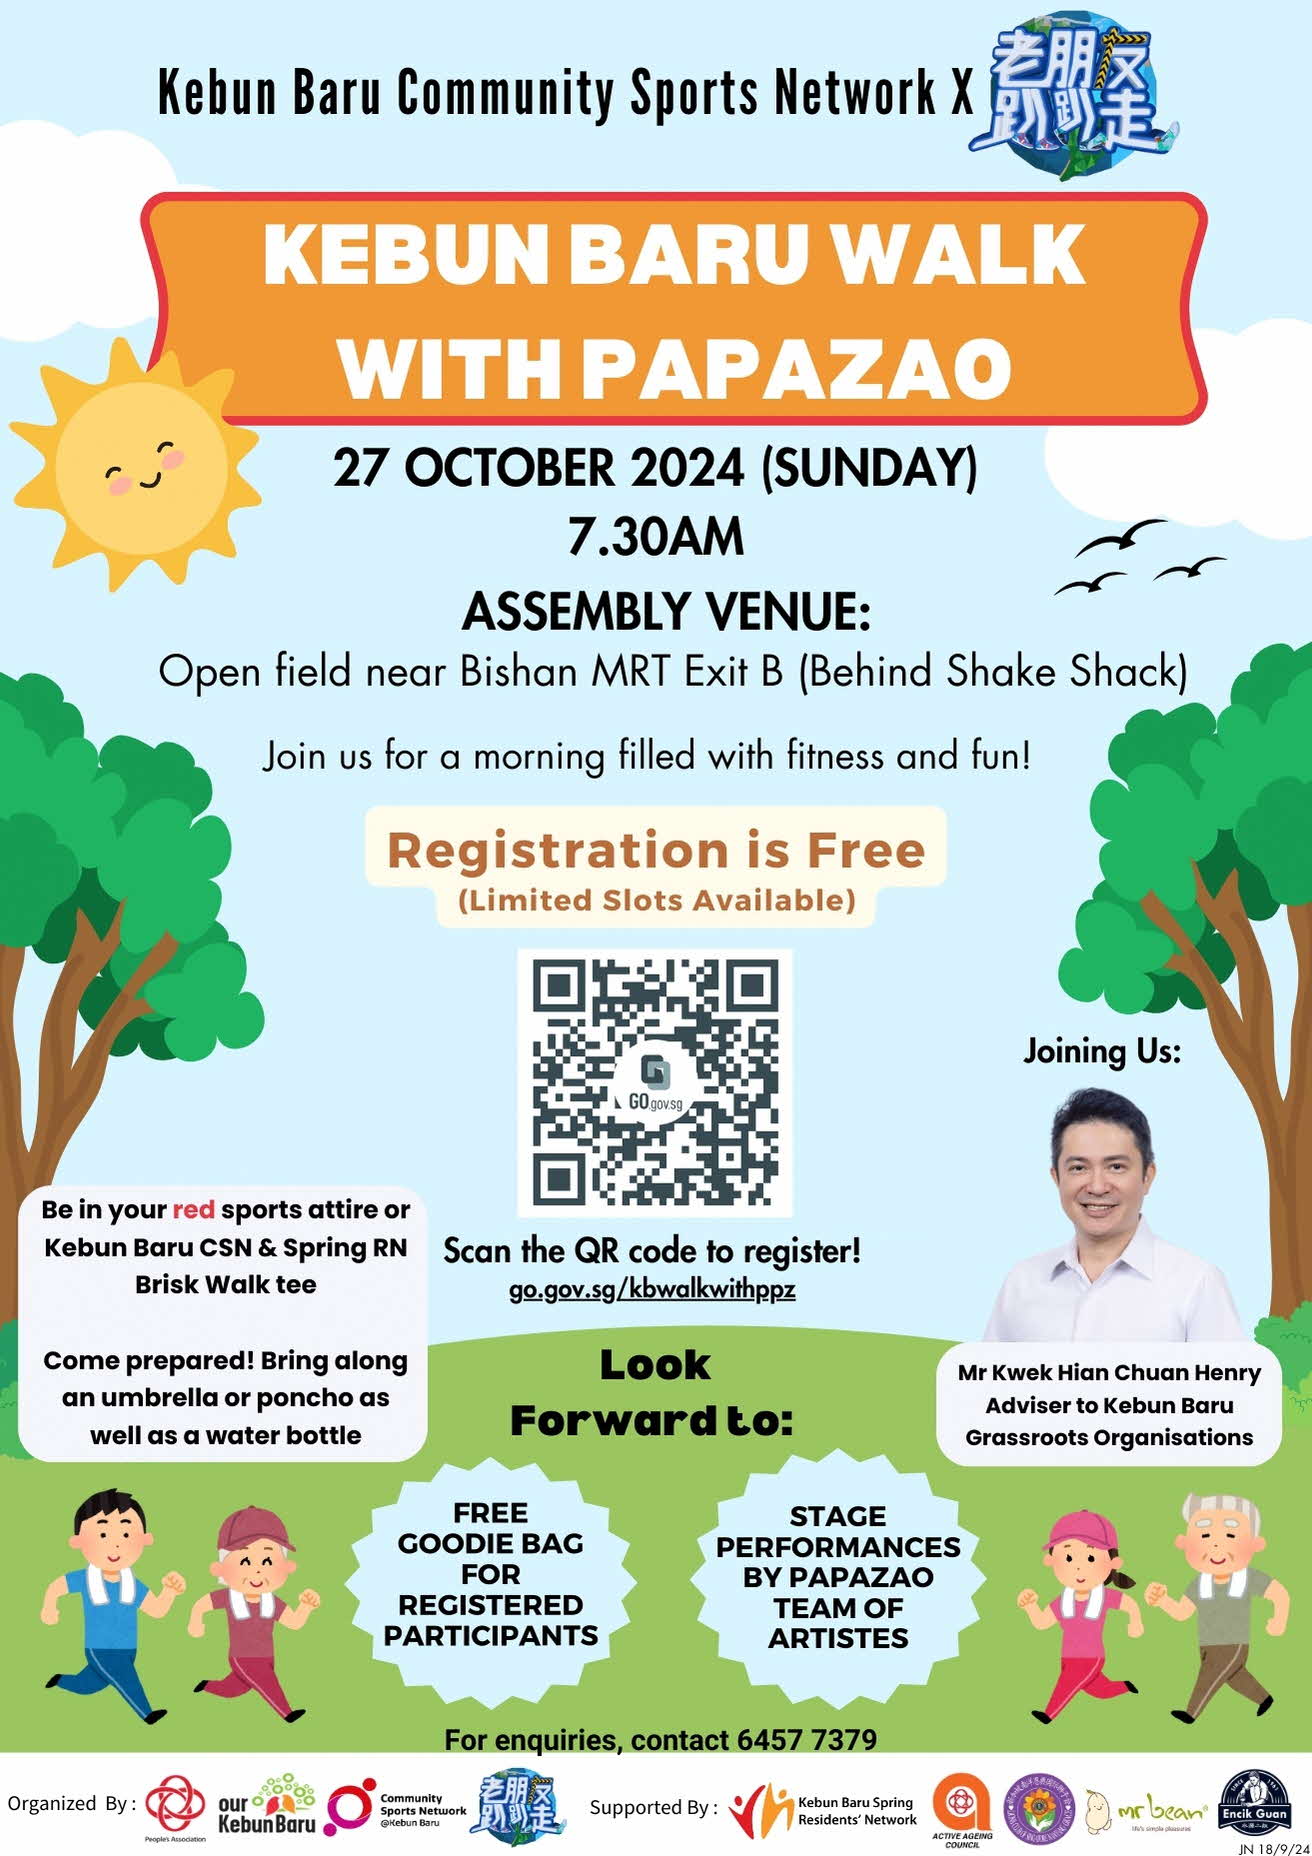 Kebun Baru Community Sports Network X
老朋友
趴趴走
KEBUN BARU WALK
WITH PAPAZAO
27 OCTOBER 2024 (SUNDAY)
7.30AM
ASSEMBLY VENUE:
Open field near Bishan MRT Exit B (Behind Shake Shack)
Join us for a morning filled with fitness and fun!
Registration is Free
(Limited Slots Available)
GO.gov.sg
Scan the QR code to register!
go.gov.sg/kbwalkwithppz
Joining Us:
Mr Kwek Hian Chuan Henry
Adviser to Kebun Baru
Grassroots Organisations
Be in your red sports attire or
Kebun Baru CSN & Spring RN
Brisk Walk tee
Come prepared! Bring along
an umbrella or poncho as
well as a water bottle
Look
Forward to:
FREE
GOODIE BAG
FOR
REGISTERED
PARTICIPANTS
STAGE
PERFORMANCES
BY PAPAZAO
TEAM OF
ARTISTES
For enquiries, contact 6457 7379
Organized By :
People's Association
our
KebunBaru
Community
Sports Network
@Kebun Baru
老朋友
趴趴走
Supported By :
Kebun Baru Spring
Residents' Network
ACTIVE AGEING
COUNCIL
mr bean
life's simple pleasures
SINCE 1967
Encik Guan
JN 18/9/24